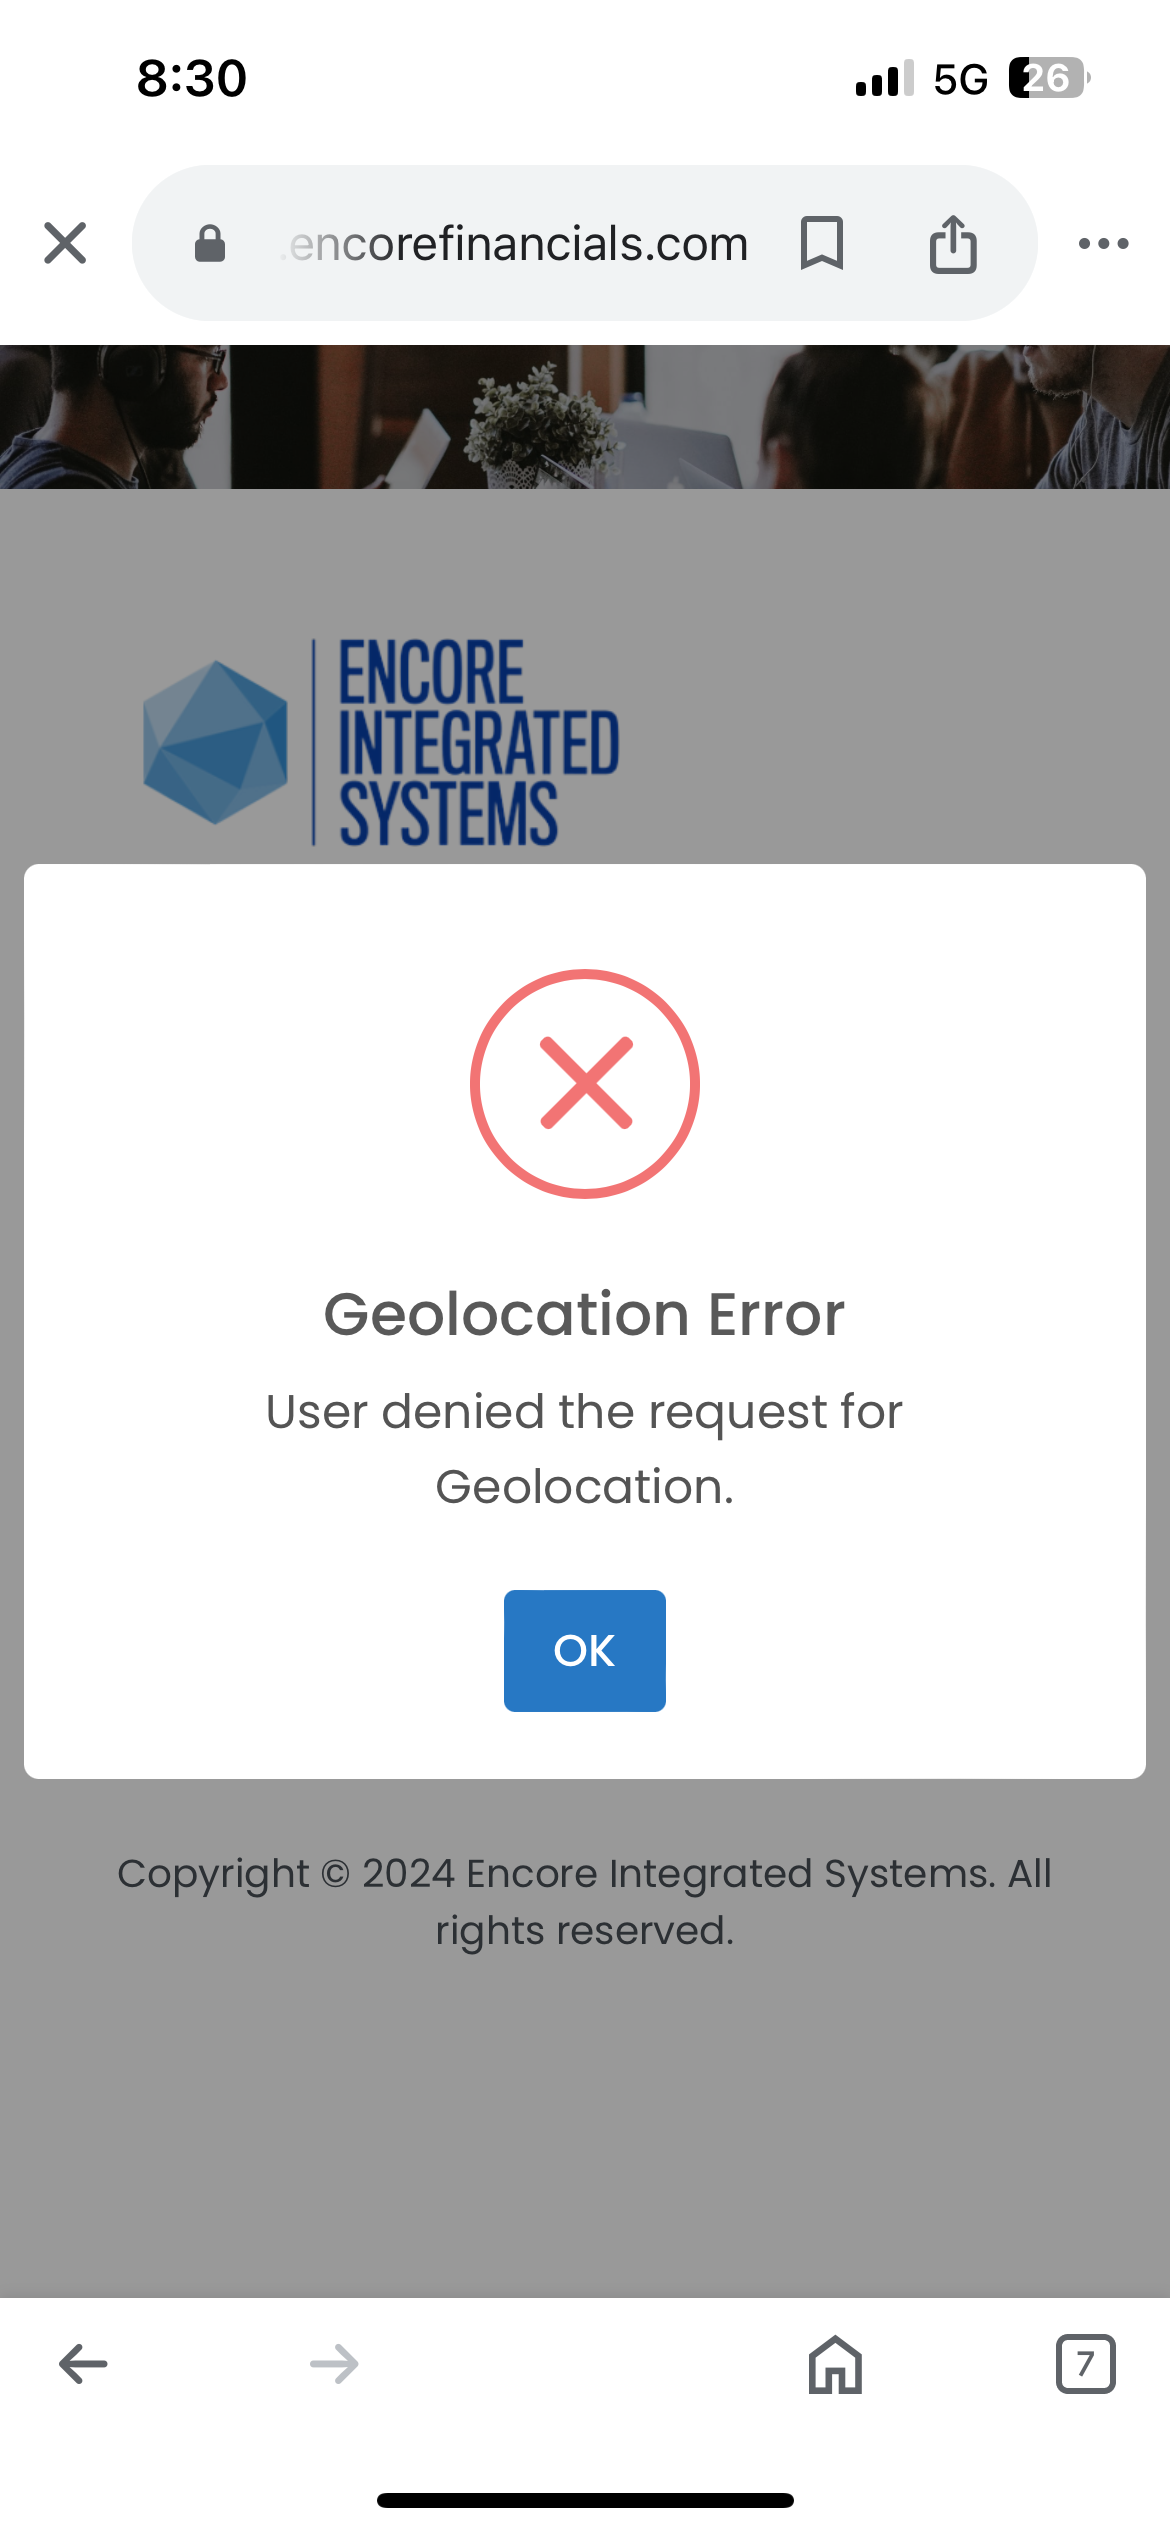 8:30
5G 26
.encorefinancials.com
ENCORE
INTEGRATED
SYSTEMS
Geolocation Error
User denied the request for
Geolocation.
OK
Copyright © 2024 Encore Integrated Systems. All
rights reserved.
7